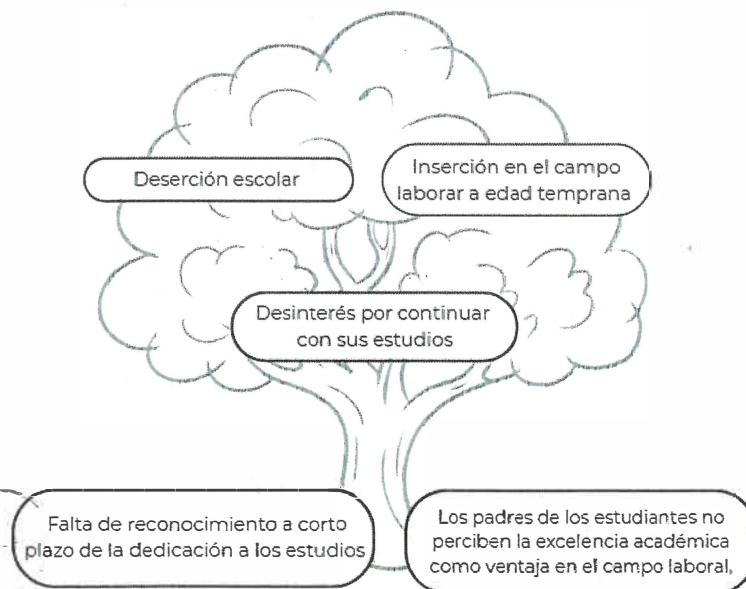 Deserción escolar
Inserción en el campo
laborar a edad temprana
Desinterés por continuar
con sus estudios
Falta de reconocimiento a corto
plazo de la dedicación a los estudios
Los padres de los estudiantes no
perciben la excelencia académica
como ventaja en el campo laboral,